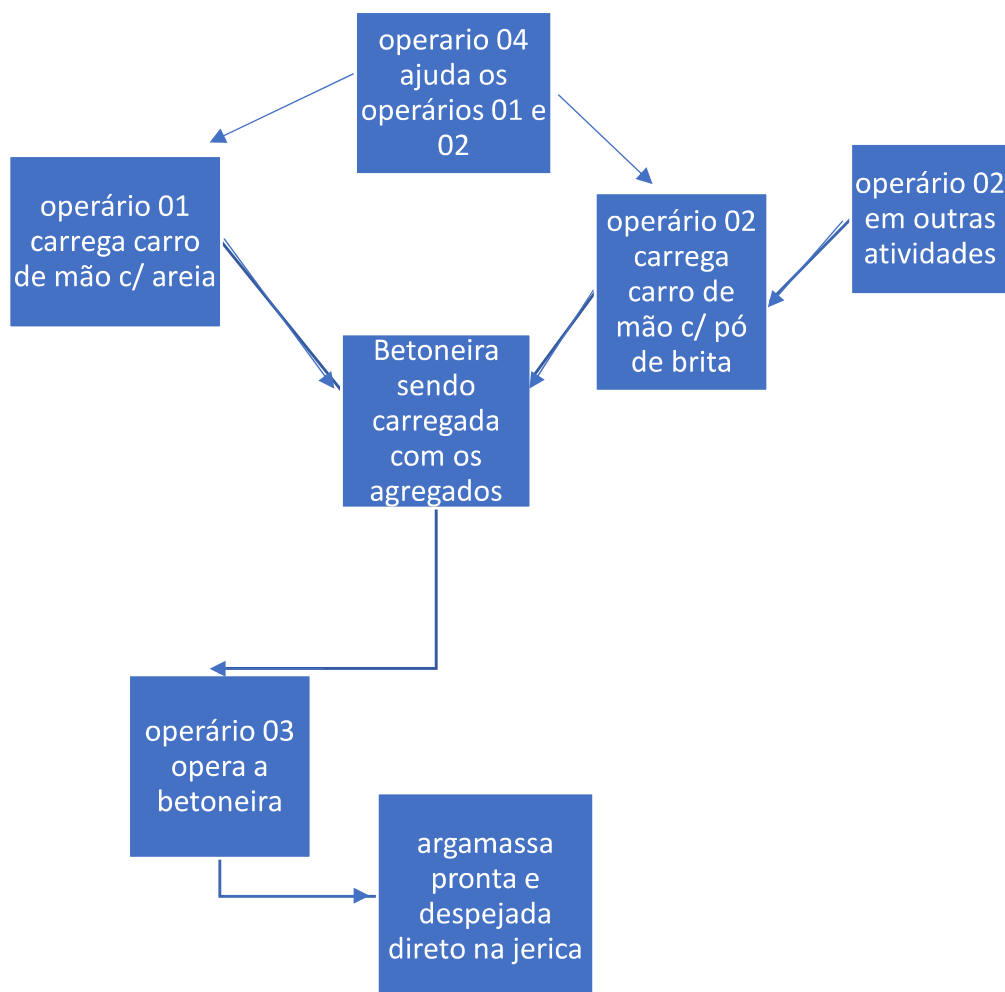 operario 04
ajuda os
operários 01 e
02
operário 01
carrega carro
de mão c/ areia
operário 02
carrega
carro de
mão c/ pó
de brita
operário 02
em outras
atividades
Betoneira
sendo
carregada
com os
agregados
operário 03
opera a
betoneira
argamassa
pronta e
despejada
direto na jerica